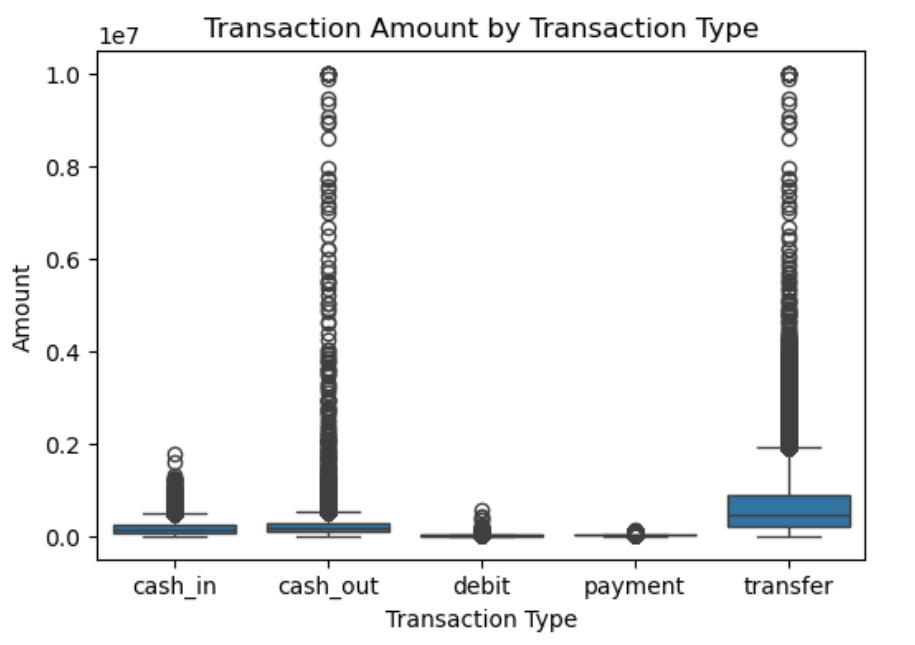 Transaction Amount by Transaction Type
1e7
1.0
0.8
0.6
0.4
0.2
0.0
Amount
cash_in cash_out debit payment transfer
Transaction Type